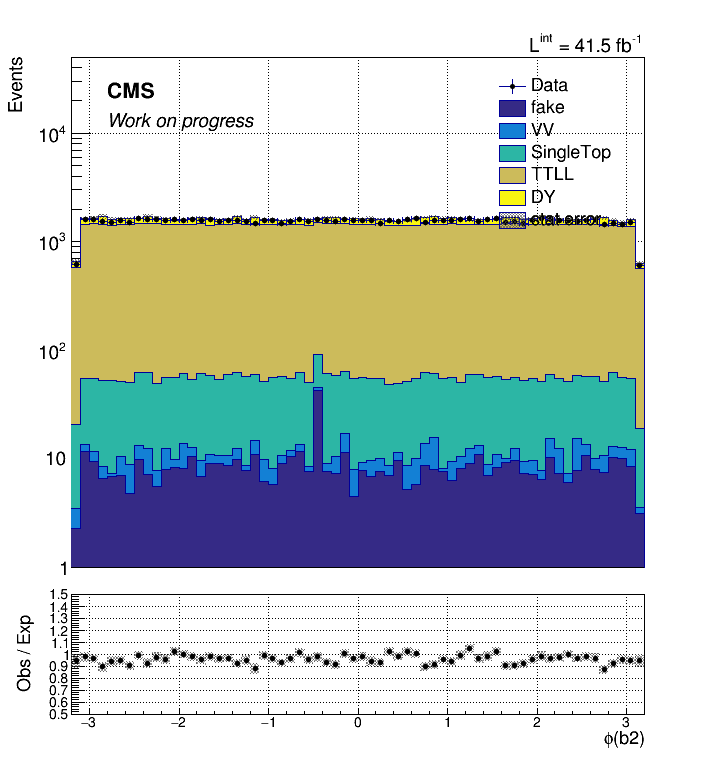 L^int = 41.5 fb^-1
Events
CMS
Work on progress
Data
fake
VV
SingleTop
TTLL
DY
stat error
10^4
10^3
10^2
10
1
Obs / Exp
1.5
1.4
1.3
1.2
1.1
1
0.9
0.8
0.7
0.6
0.5
−3 −2 −1 0 1 2 3
ϕ(b2)